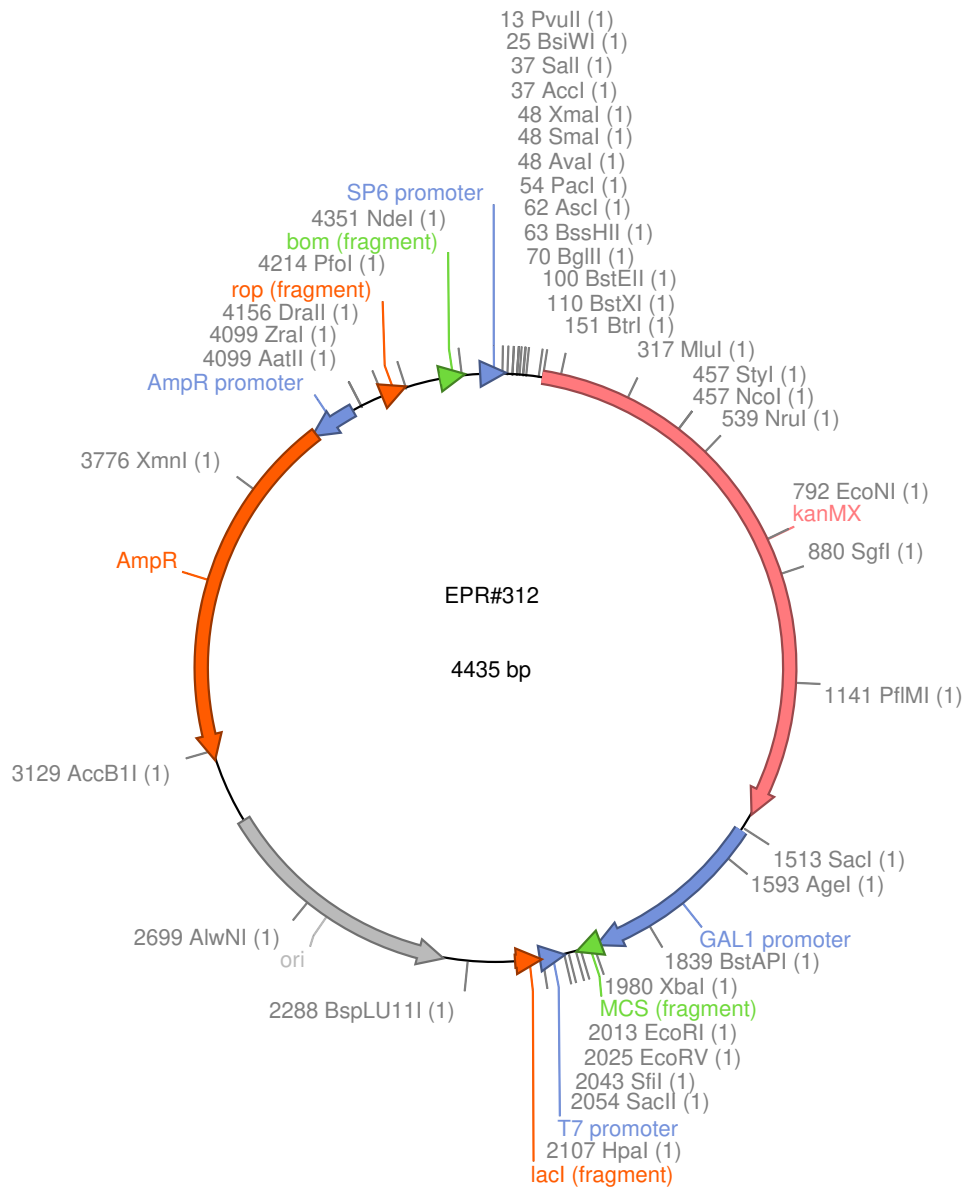 13 PvuII (1)
25 BsiWI (1)
37 SalI (1)
37 AccI (1)
48 XmaI (1)
48 SmaI (1)
48 AvaI (1)
54 PacI (1)
62 AscI (1)
63 BssHII (1)
70 BglII (1)
100 BstEII (1)
110 BstXI (1)
151 BtrI (1)
317 MluI (1)
457 StyI (1)
457 NcoI (1)
539 NruI (1)
792 EcoNI (1)
kanMX
880 SgfI (1)
1141 PflMI (1)
1513 SacI (1)
1593 AgeI (1)
GAL1 promoter
1839 BstAPI (1)
1980 XbaI (1)
MCS (fragment)
2013 EcoRI (1)
2025 EcoRV (1)
2043 SfiI (1)
2054 SacII (1)
T7 promoter
2107 HpaI (1)
lacI (fragment)
2288 BspLU11I (1)
ori
2699 AlwNI (1)
3129 AccB1I (1)
AmpR
3776 XmnI (1)
AmpR promoter
4099 AatII (1)
4099 ZraI (1)
4156 DraII (1)
rop (fragment)
4214 PfoI (1)
bom (fragment)
4351 NdeI (1)
SP6 promoter
EPR#312
4435 bp